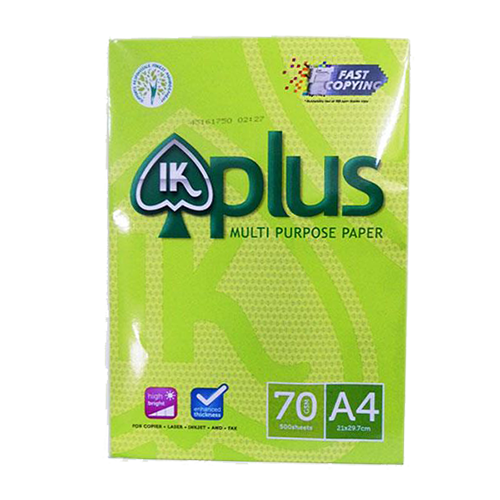 FAST
COPYING
45161750 02:27
IK
plus
MULTI PURPOSE PAPER
high
bright
enhanced
thickness
70 GSM
500sheets
A4
21x29.7cm
FOR COPIER • LASER • INKJET • AND • FAX